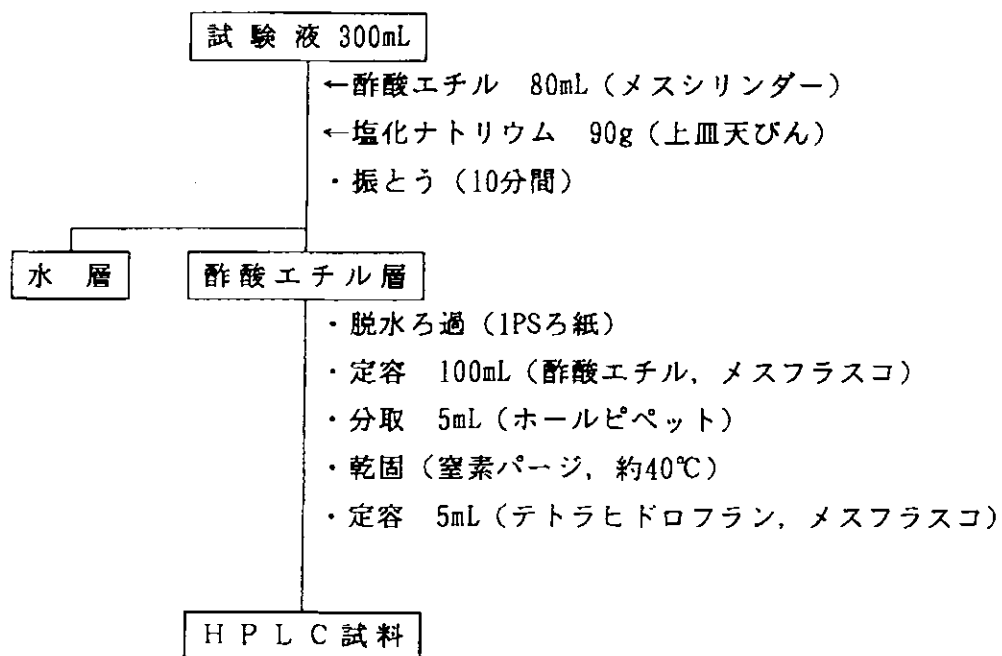 試験液 300mL
←酢酸エチル 80mL（メスシリンダー）
←塩化ナトリウム 90g（上皿天びん）
・振とう（10分間）
水層
酢酸エチル層
・脱水ろ過（1PSろ紙）
・定容 100mL（酢酸エチル，メスフラスコ）
・分取 5mL（ホールピペット）
・乾固（窒素パージ，約40℃）
・定容 5mL（テトラヒドロフラン，メスフラスコ）
HPLC試料